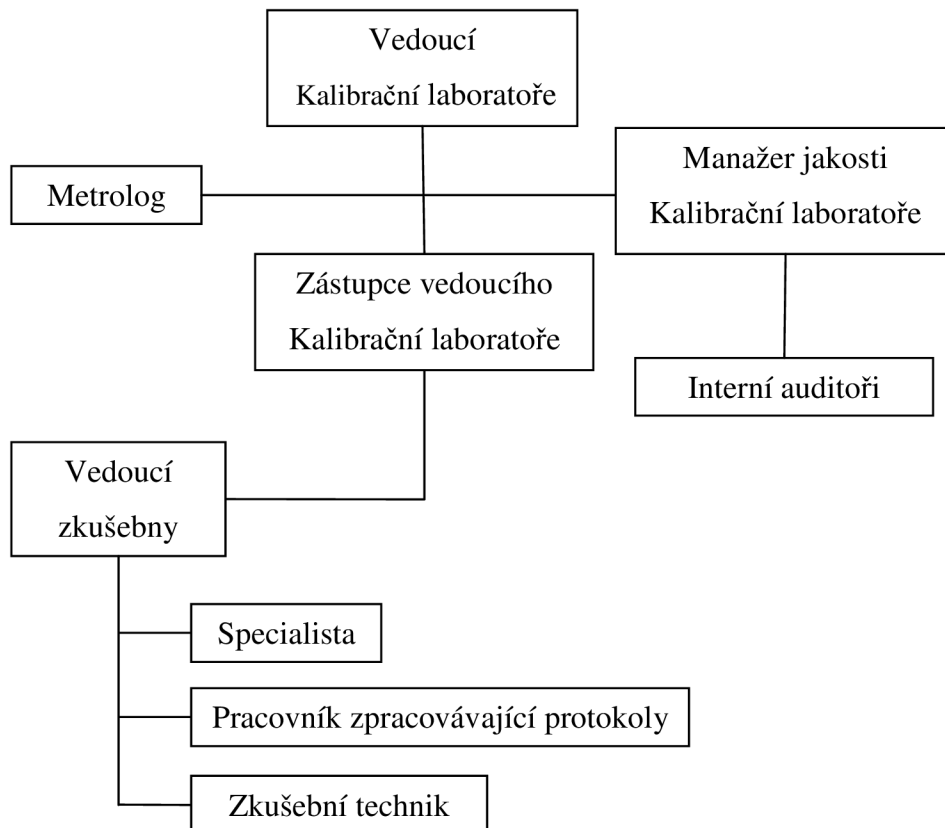 Vedoucí
Kalibrační laboratoře
Metrolog
Manažer jakosti
Kalibrační laboratoře
Zástupce vedoucího
Kalibrační laboratoře
Interní auditoři
Vedoucí
zkušebny
Specialista
Pracovník zpracovávající protokoly
Zkušební technik